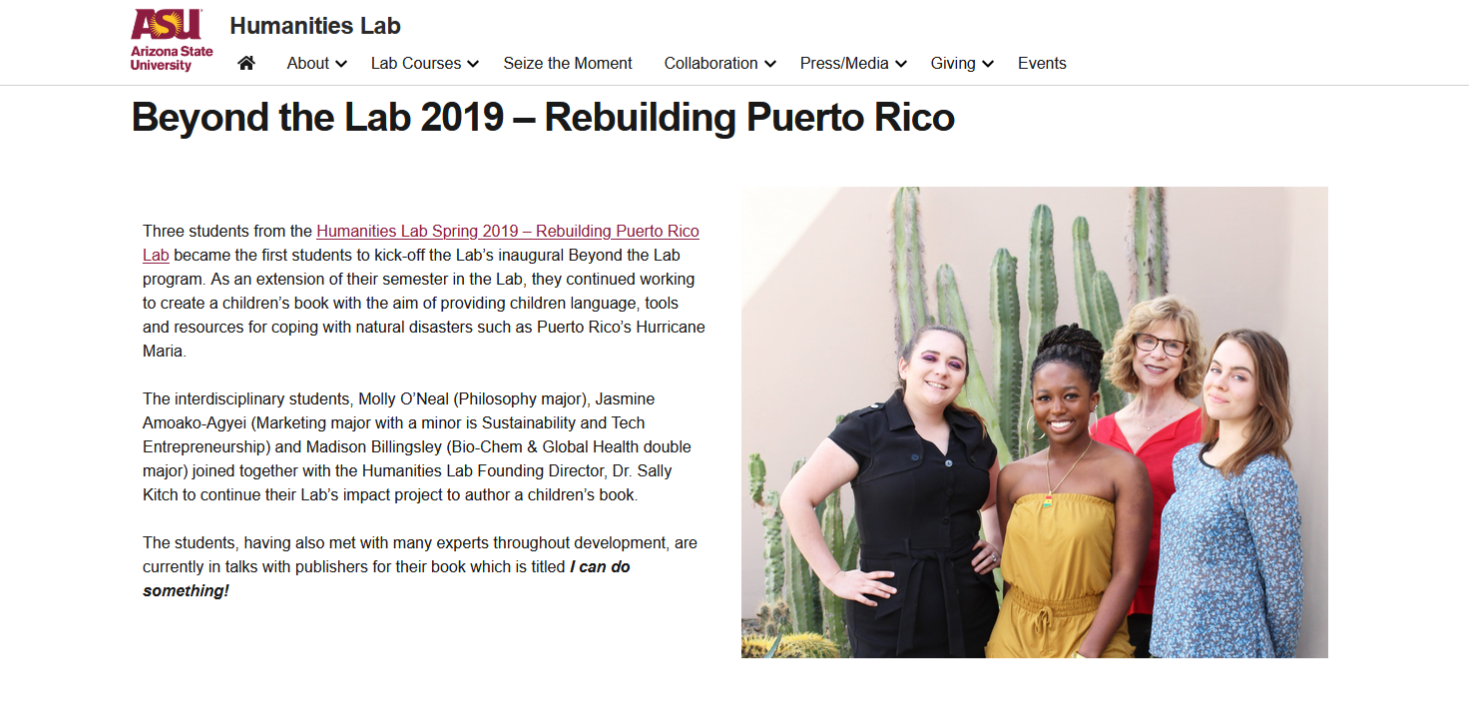 ASU
Arizona State
University
Humanities Lab
About
Lab Courses
Seize the Moment
Collaboration
Press/Media
Giving
Events
Beyond the Lab 2019 – Rebuilding Puerto Rico
Three students from the Humanities Lab Spring 2019 – Rebuilding Puerto Rico
Lab became the first students to kick-off the Lab’s inaugural Beyond the Lab
program. As an extension of their semester in the Lab, they continued working
to create a children’s book with the aim of providing children language, tools
and resources for coping with natural disasters such as Puerto Rico’s Hurricane
Maria.
The interdisciplinary students, Molly O’Neal (Philosophy major), Jasmine
Amoako-Agyei (Marketing major with a minor is Sustainability and Tech
Entrepreneurship) and Madison Billingsley (Bio-Chem & Global Health double
major) joined together with the Humanities Lab Founding Director, Dr. Sally
Kitch to continue their Lab’s impact project to author a children’s book.
The students, having also met with many experts throughout development, are
currently in talks with publishers for their book which is titled I can do
something!